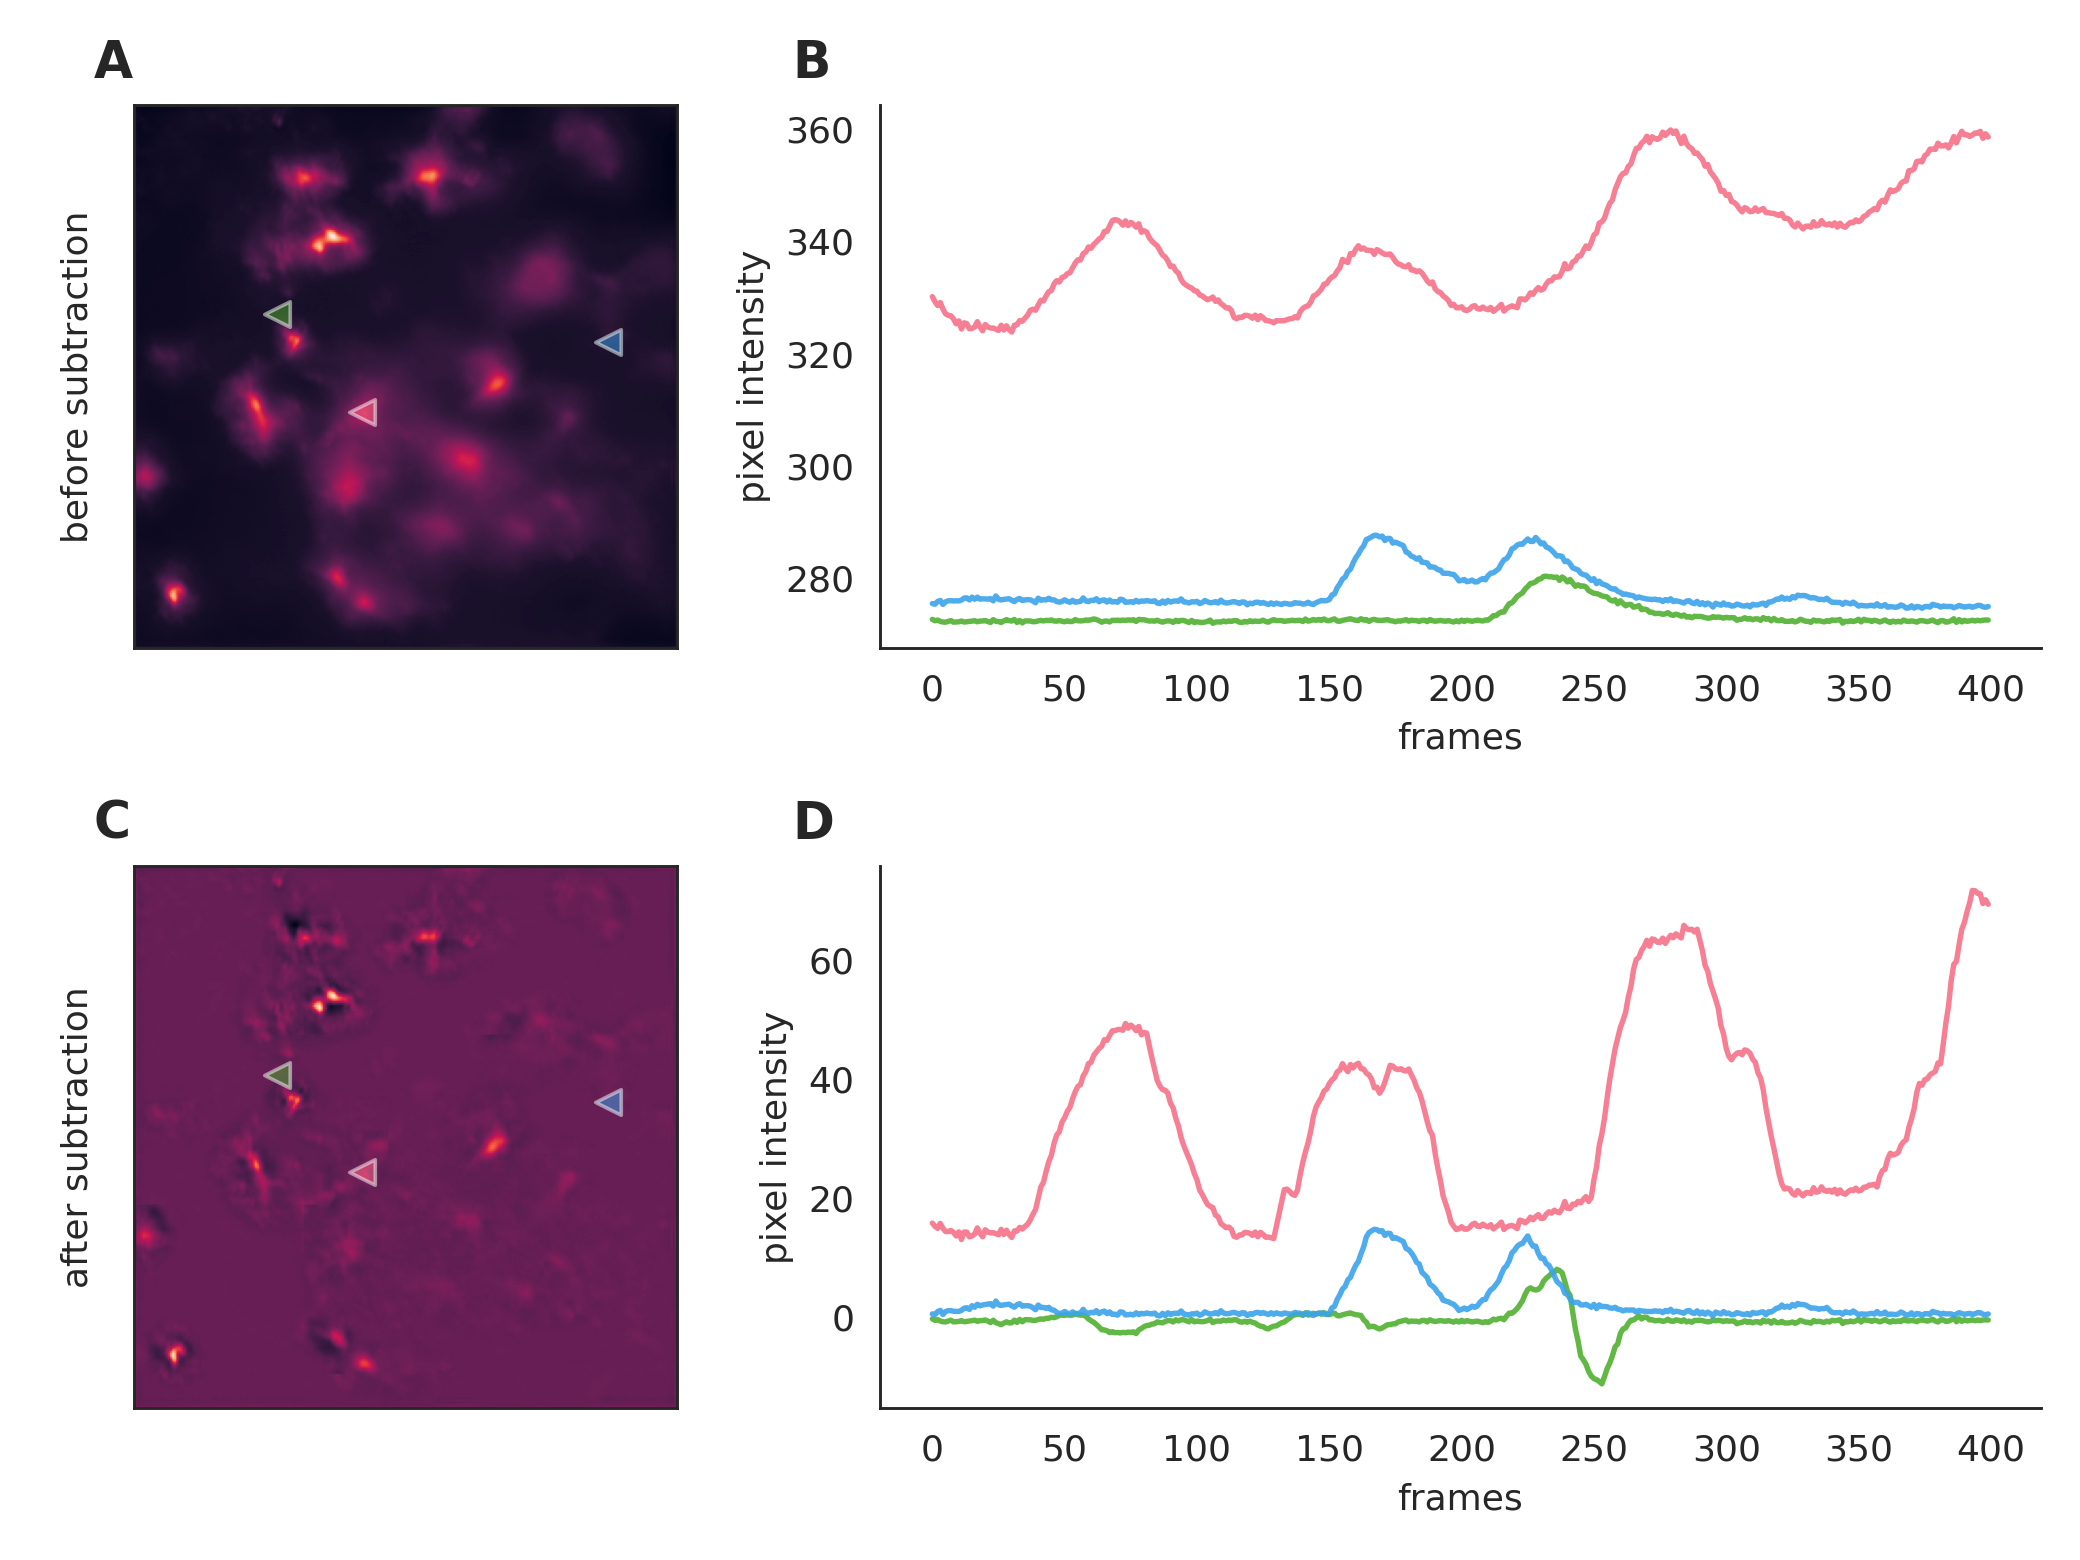 A
before subtraction
B
pixel intensity
360
340
320
300
280
0 50 100 150 200 250 300 350 400
frames
C
after subtraction
D
pixel intensity
60
40
20
0
0 50 100 150 200 250 300 350 400
frames